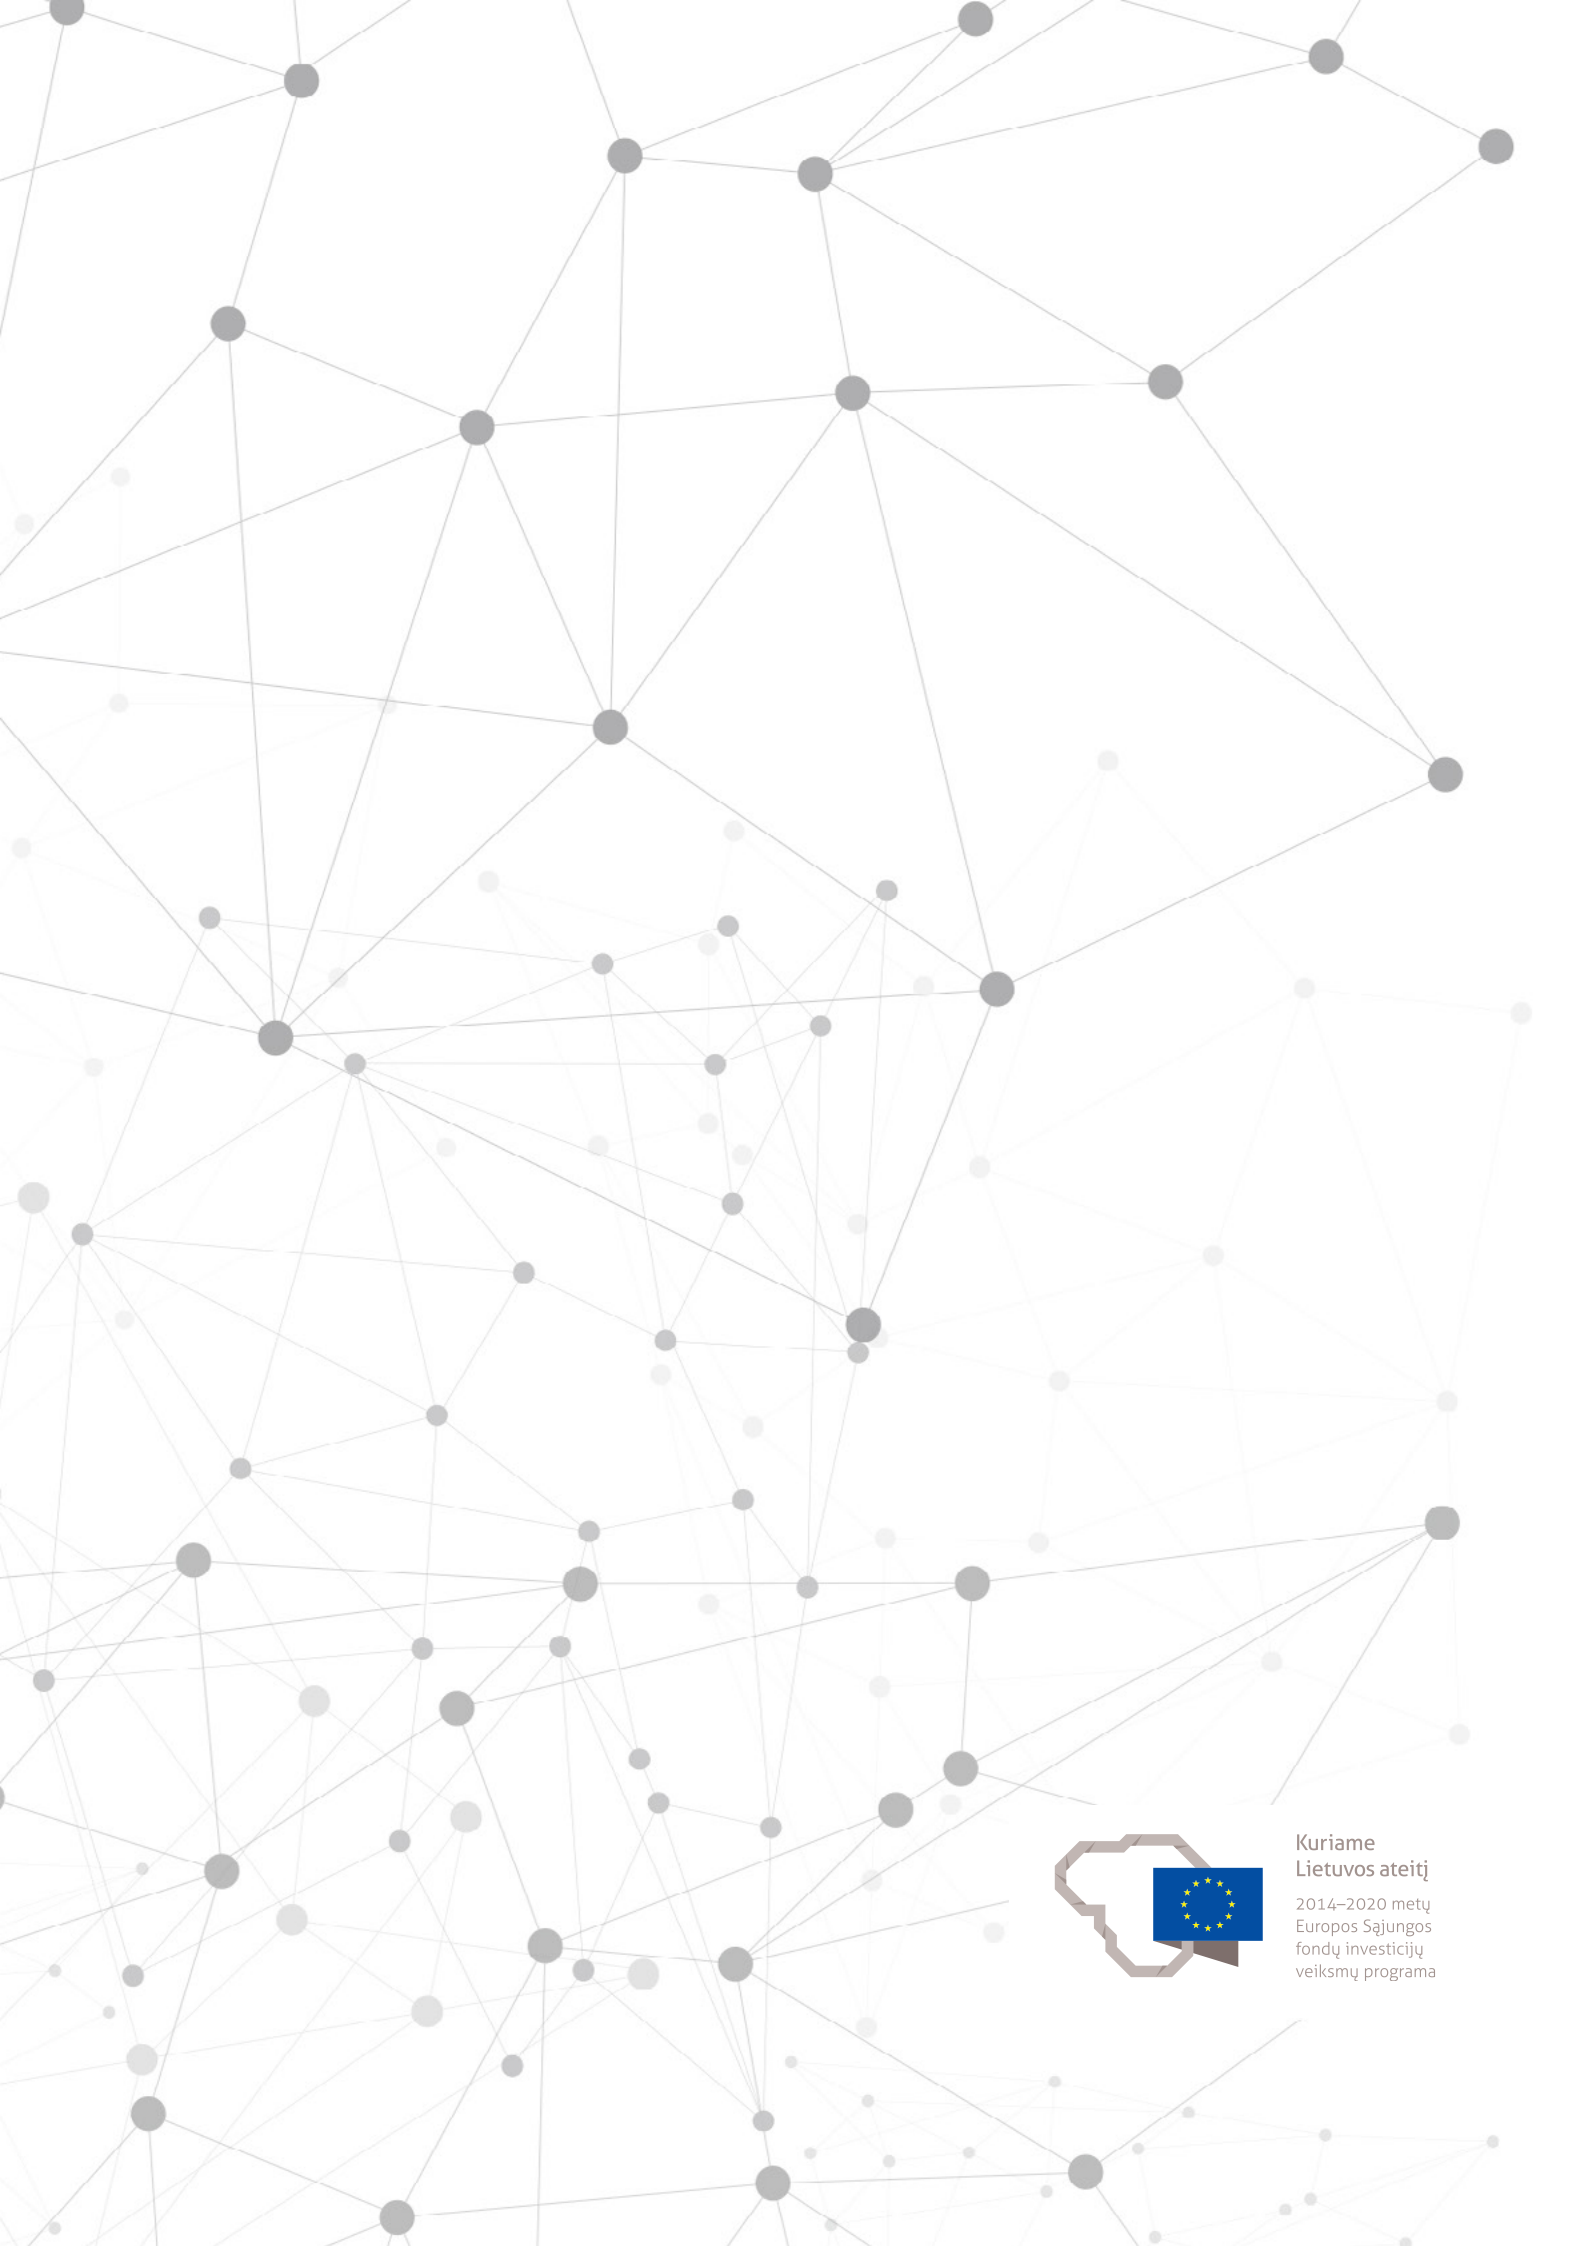 Kuriame
Lietuvos ateitį
2014–2020 metų
Europos Sąjungos
fondų investicijų
veiksmų programa